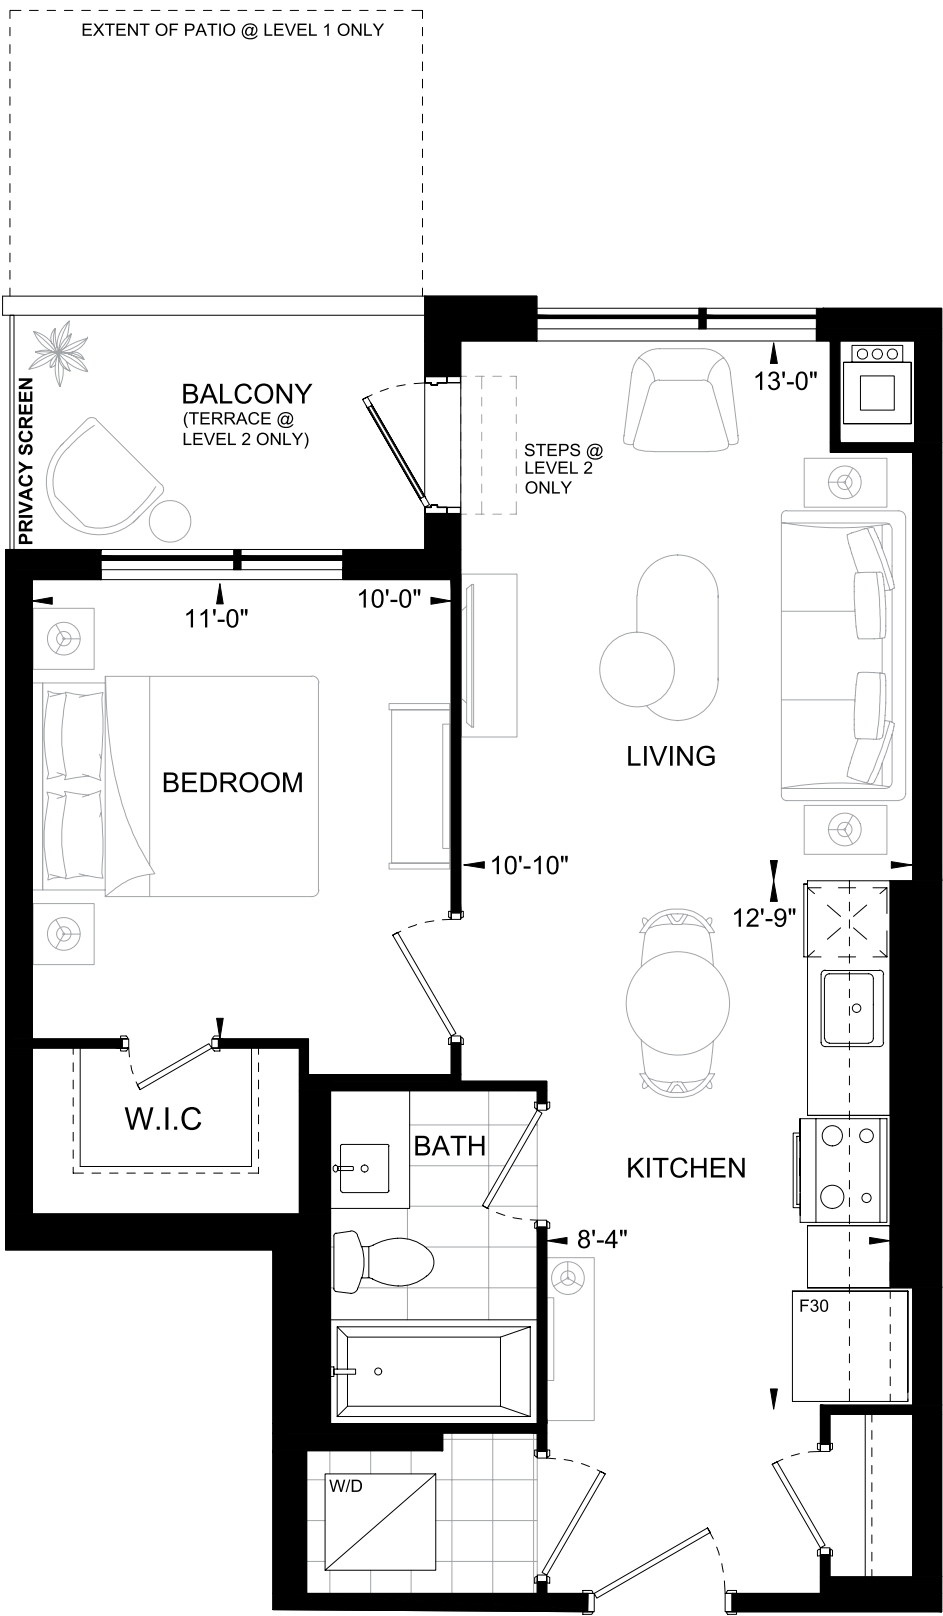 EXTENT OF PATIO @ LEVEL 1 ONLY
PRIVACY SCREEN
BALCONY
(TERRACE @
LEVEL 2 ONLY)
13'-0"
STEPS @
LEVEL 2
ONLY
11'-0"
10'-0"
LIVING
BEDROOM
10'-10"
12'-9"
W.I.C
BATH
KITCHEN
8'-4"
F30
W/D